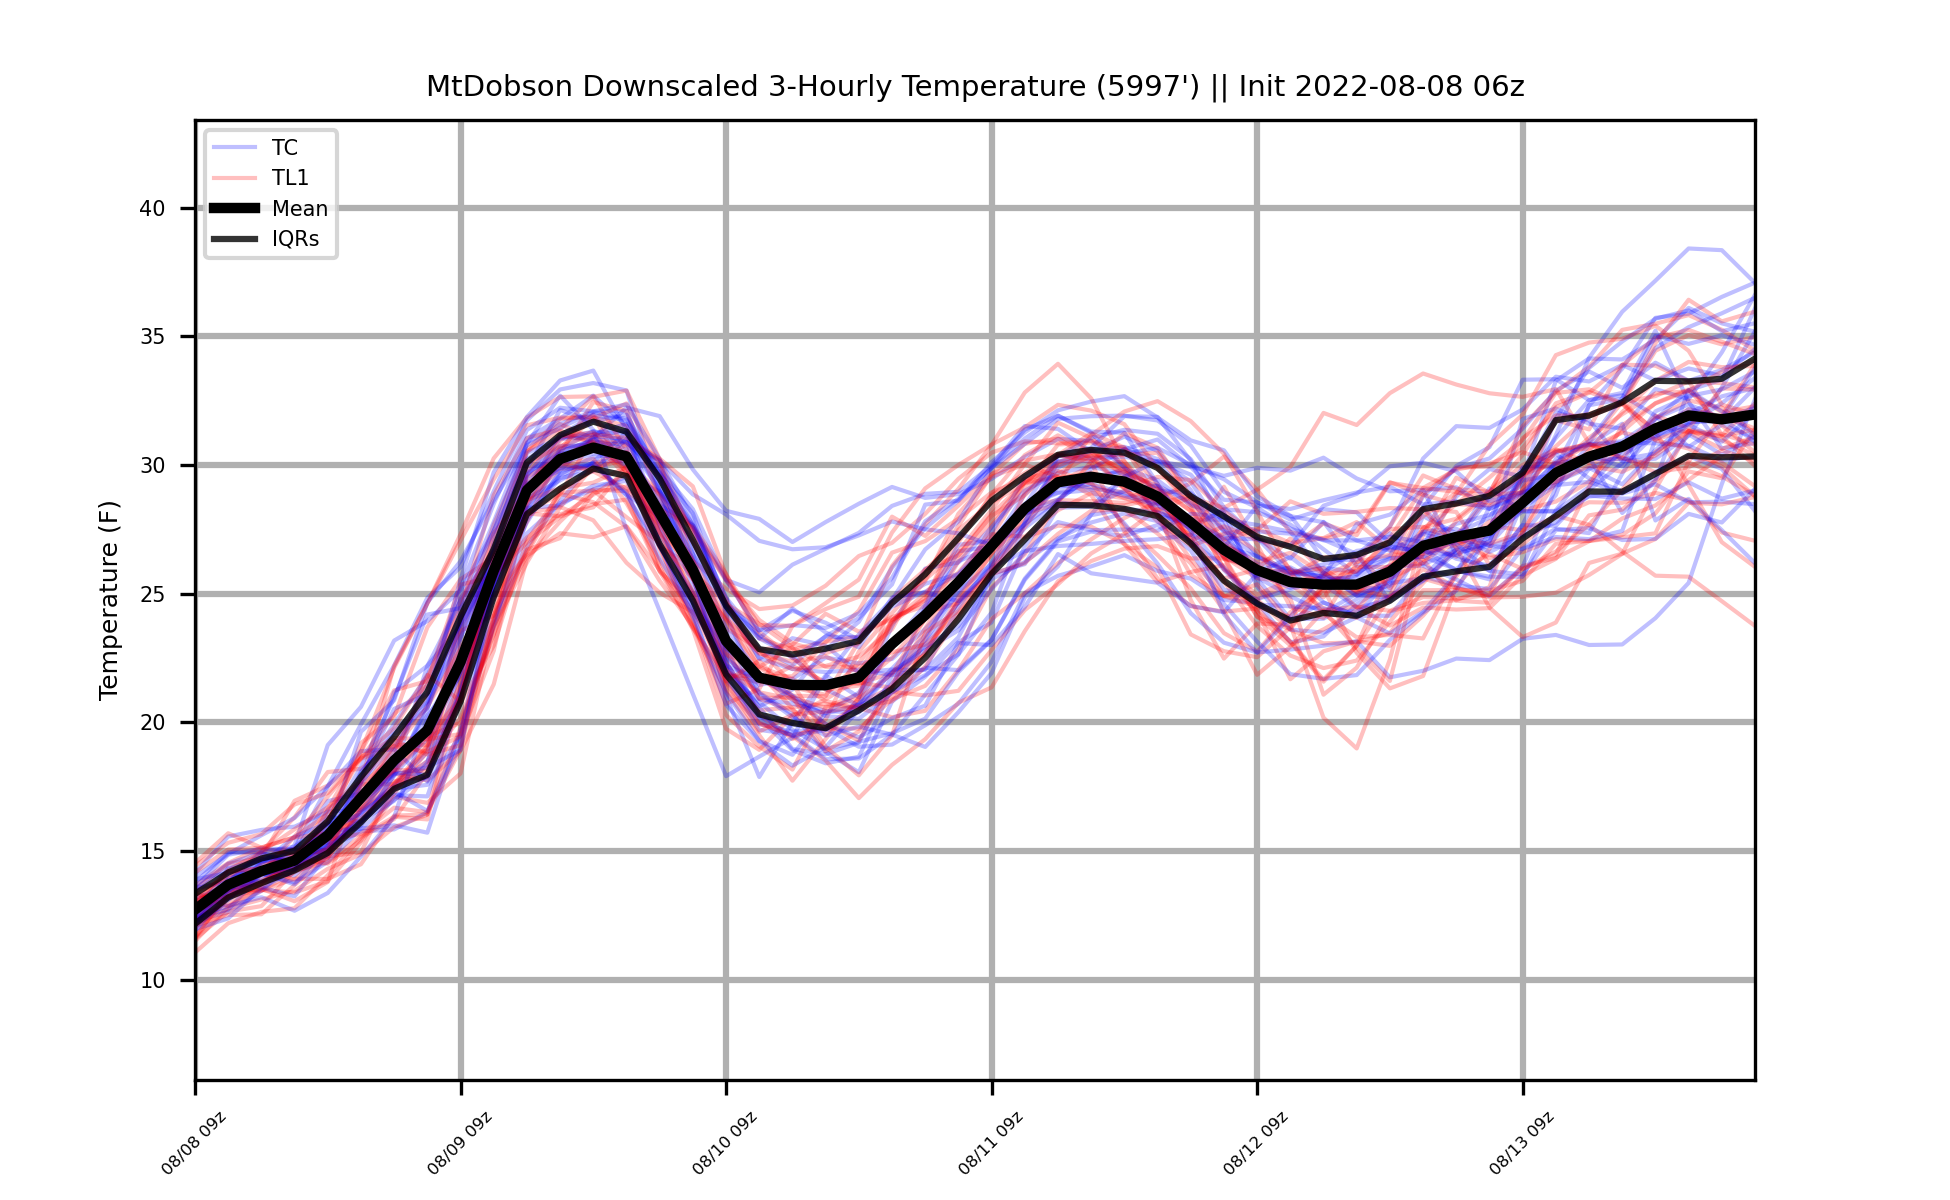 MtDobson Downscaled 3-Hourly Temperature (5997') || Init 2022-08-08 06z
TC
TL1
Mean
IQRs
Temperature (F)
40
35
30
25
20
15
10
08/08 09z
08/09 09z
08/10 09z
08/11 09z
08/12 09z
08/13 09z